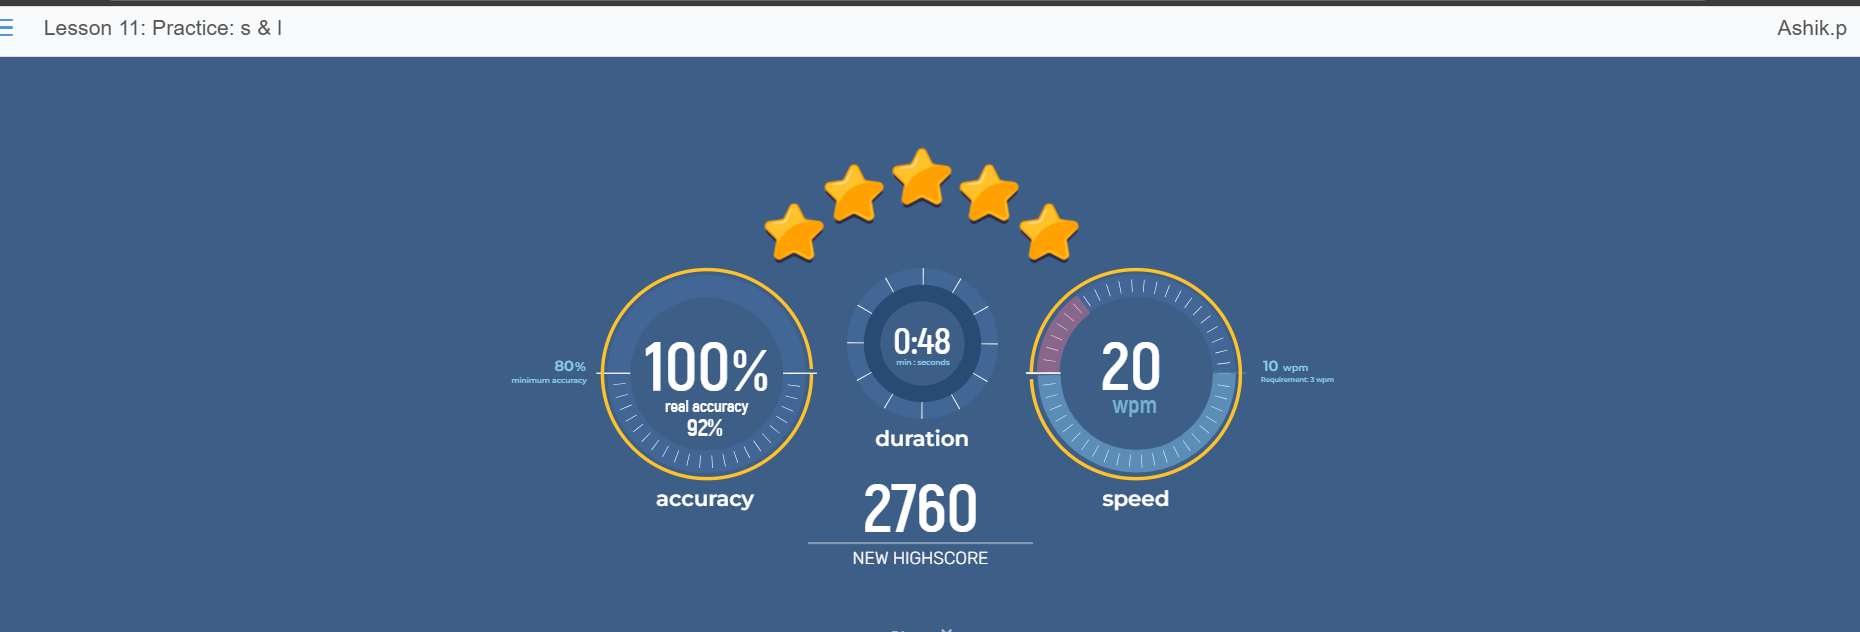 Lesson 11: Practice: s & l
Ashik.p
80%
minimum accuracy
100%
real accuracy
92%
accuracy
0:48
min : seconds
duration
20
wpm
speed
10 wpm
Requirement: 3 wpm
2760
NEW HIGHSCORE